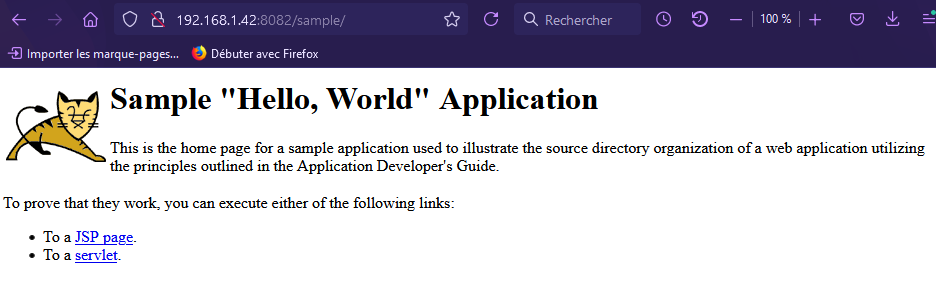 192.168.1.42:8082/sample/
Rechercher
100 %
Importer les marque-pages...
Débuter avec Firefox
Sample "Hello, World" Application
This is the home page for a sample application used to illustrate the source directory organization of a web application utilizing
the principles outlined in the Application Developer's Guide.
To prove that they work, you can execute either of the following links:
• To a JSP page.
• To a servlet.